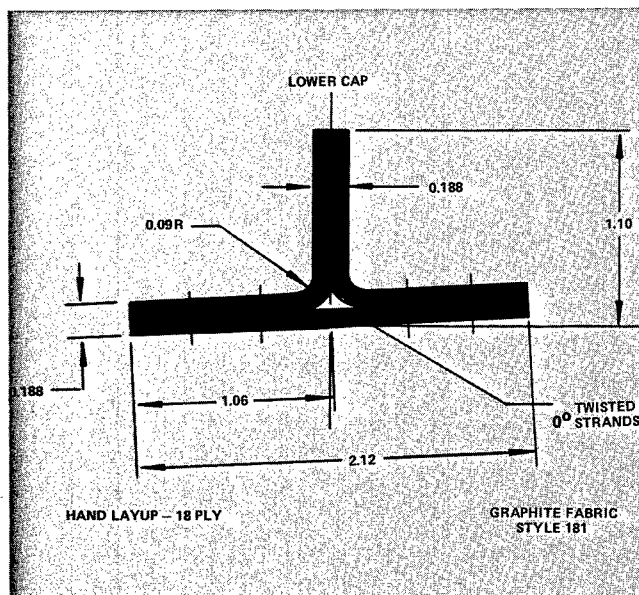 LOWER CAP
0.188
1.10
0.09R
0.188
1.06
0° TWISTED
STRANDS
2.12
HAND LAYUP – 18 PLY
GRAPHITE FABRIC
STYLE 181